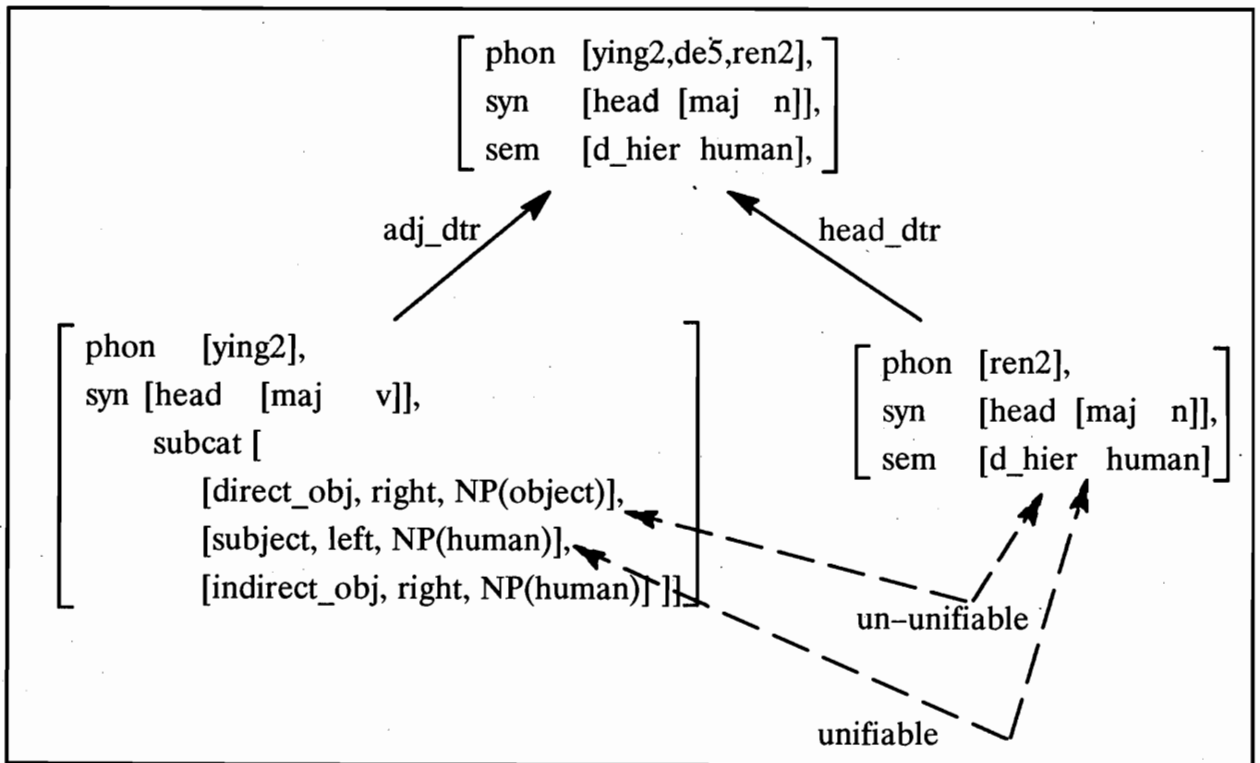 phon [ying2,de5,ren2],
syn [head [maj n]],
sem [d_hier human],
adj_dtr
head_dtr
phon [ying2],
syn [head [maj v]],
subcat [
[direct_obj, right, NP(object)],
[subject, left, NP(human)],
[indirect_obj, right, NP(human)] ]]
phon [ren2],
syn [head [maj n]],
sem [d_hier human]
un–unifiable
unifiable